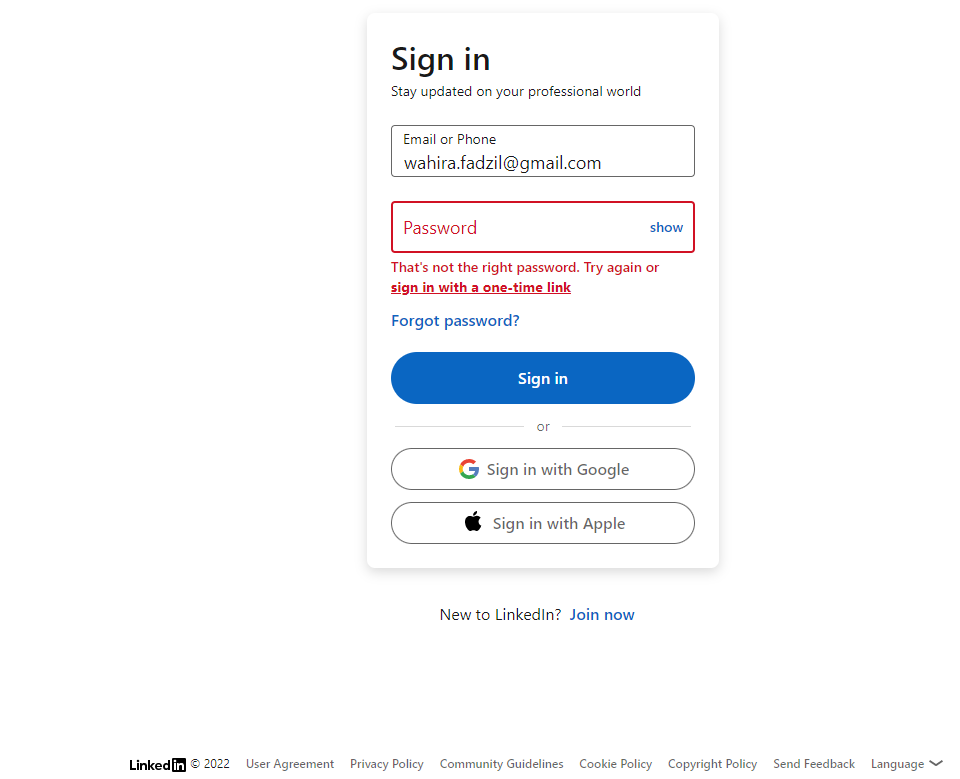 Sign in
Stay updated on your professional world
Email or Phone
wahira.fadzil@gmail.com
Password show
That's not the right password. Try again or
sign in with a one-time link
Forgot password?
Sign in
or
Sign in with Google
Sign in with Apple
New to LinkedIn? Join now
LinkedIn © 2022 User Agreement Privacy Policy Community Guidelines Cookie Policy Copyright Policy Send Feedback Language